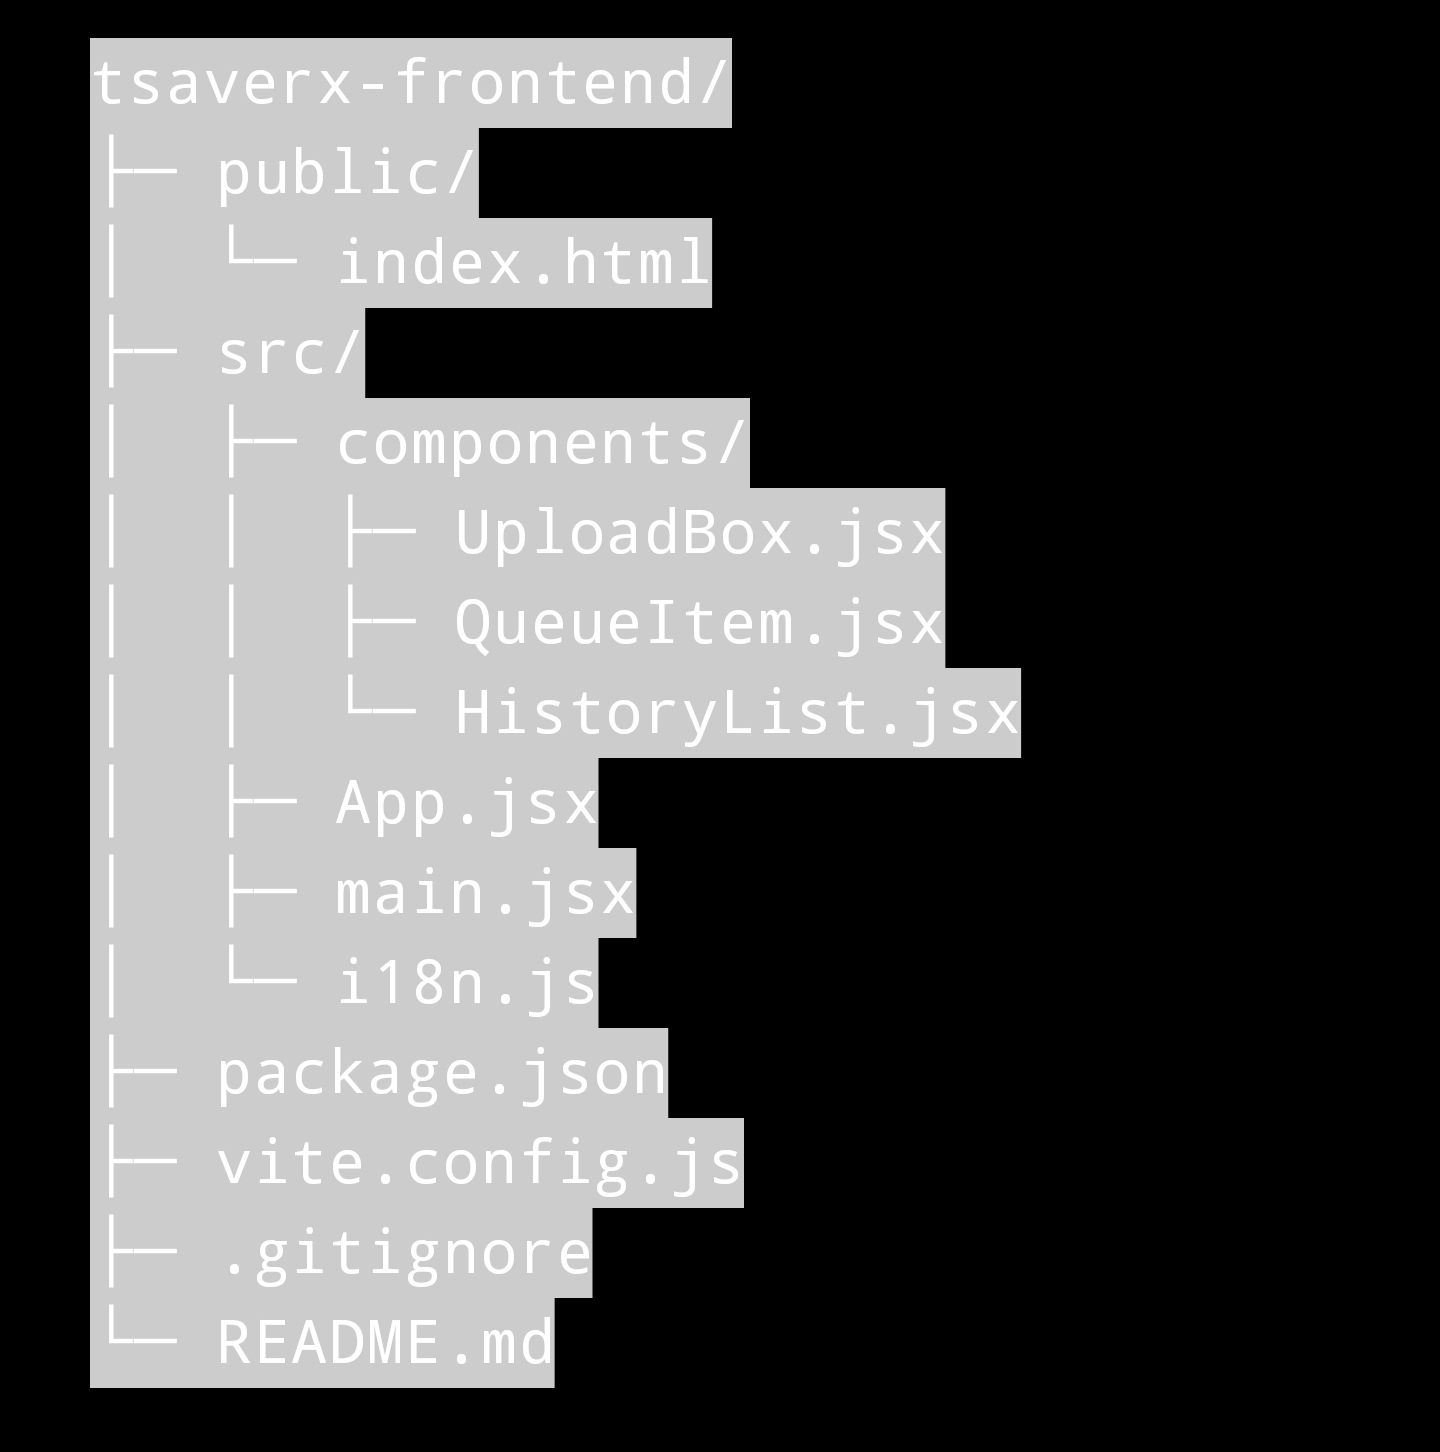 tsaverx-frontend/
├── public/
│   └── index.html
├── src/
│   ├── components/
│   │   ├── UploadBox.jsx
│   │   ├── QueueItem.jsx
│   │   └── HistoryList.jsx
│   ├── App.jsx
│   ├── main.jsx
│   └── i18n.js
├── package.json
├── vite.config.js
├── .gitignore
└── README.md